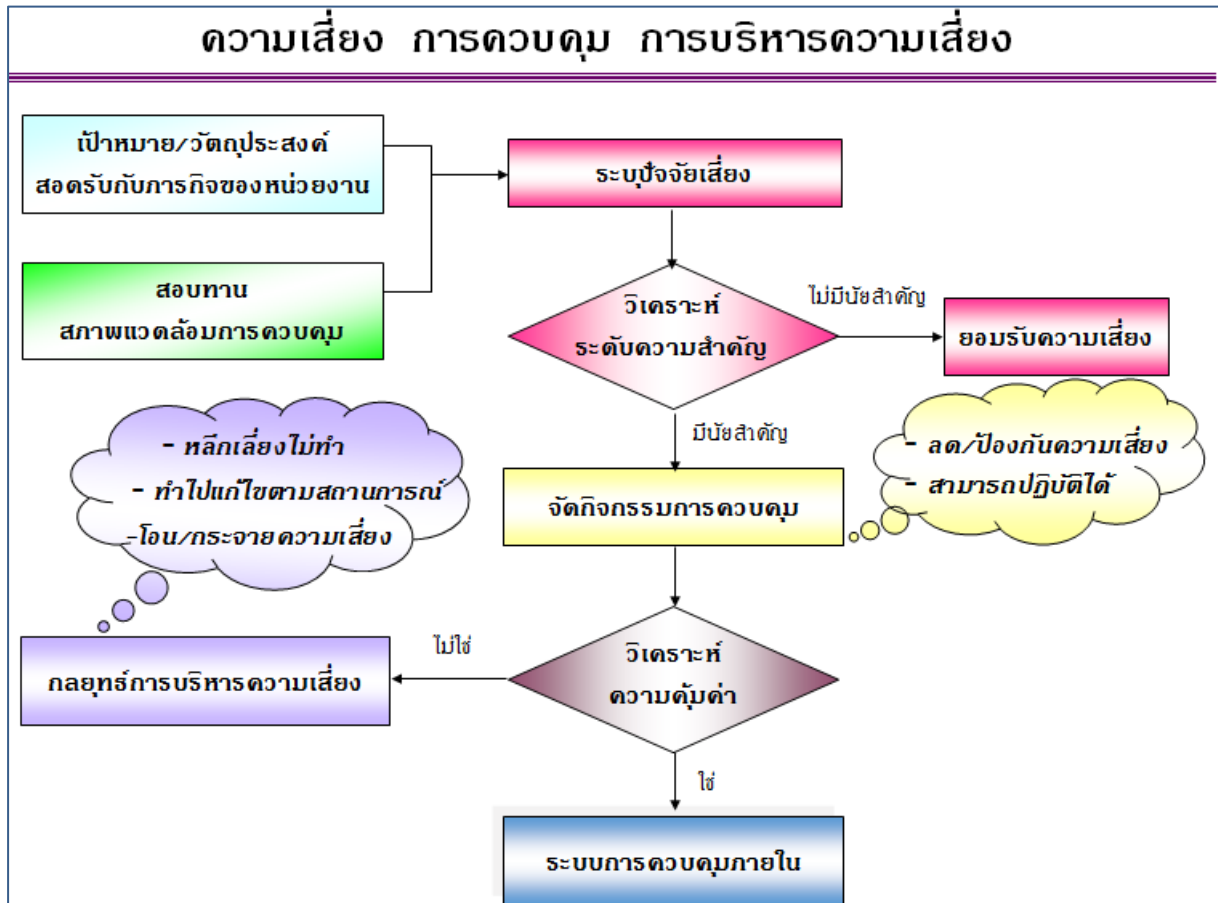 ความเสี่ยง การควบคุม การบริหารความเสี่ยง
เป้าหมาย/วัตถุประสงค์
สอดรับกับภารกิจของหน่วยงาน
ระบุปัจจัยเสี่ยง
สอบทาน
สภาพแวดล้อมการควบคุม
วิเคราะห์
ระดับความสำคัญ
ไม่มีนัยสำคัญ
ยอมรับความเสี่ยง
มีนัยสำคัญ
- หลีกเลี่ยงไม่ทำ
- ทำไปแก้ไขตามสถานการณ์
-โอน/กระจายความเสี่ยง
จัดกิจกรรมการควบคุม
- ลด/ป้องกันความเสี่ยง
- สามารถปฏิบัติได้
วิเคราะห์
ความคุ้มค่า
ไม่ใช่
กลยุทธ์การบริหารความเสี่ยง
ใช่
ระบบการควบคุมภายใน